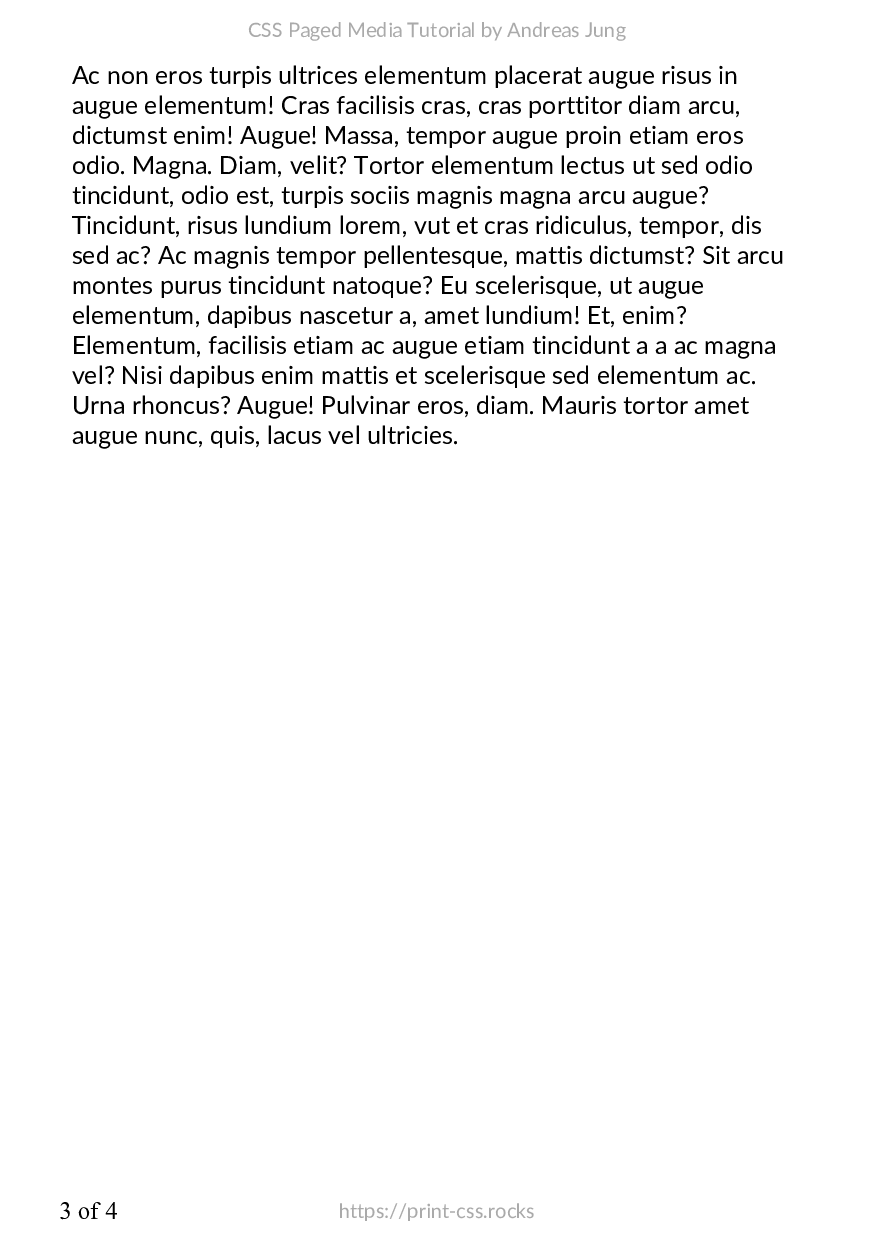 CSS Paged Media Tutorial by Andreas Jung
Ac non eros turpis ultrices elementum placerat augue risus in
augue elementum! Cras facilisis cras, cras porttitor diam arcu,
dictumst enim! Augue! Massa, tempor augue proin etiam eros
odio. Magna. Diam, velit? Tortor elementum lectus ut sed odio
tincidunt, odio est, turpis sociis magnis magna arcu augue?
Tincidunt, risus lundium lorem, vut et cras ridiculus, tempor, dis
sed ac? Ac magnis tempor pellentesque, mattis dictumst? Sit arcu
montes purus tincidunt natoque? Eu scelerisque, ut augue
elementum, dapibus nascetur a, amet lundium! Et, enim?
Elementum, facilisis etiam ac augue etiam tincidunt a a ac magna
vel? Nisi dapibus enim mattis et scelerisque sed elementum ac.
Urna rhoncus? Augue! Pulvinar eros, diam. Mauris tortor amet
augue nunc, quis, lacus vel ultricies.
3 of 4
https://print-css.rocks